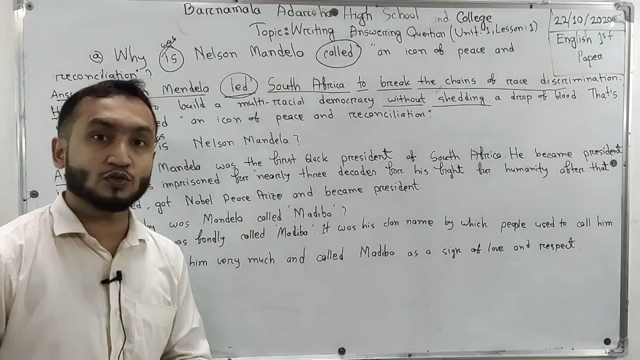 Barnamala Adarsha High School and College
Topic: Writing Answering Question (Unit: 1, Lesson: 1)
22/10/2020
English 1st
Paper
a) Why is was Nelson Mandela called "an icon of peace and
reconciliation"?
Ans Mendela led South Africa to break the chains of race discrimination.
to build a multi-racial democracy without shedding a drop of blood. That's
"an icon of peace and reconciliation.
is Nelson Mandela?
Mandela was the first black president of South Africa. He became president
imprisoned for nearly three decades for his fight for humanity after that
got Nobel Peace Prize and became president
was Mandela called 'Madiba'?
fondly called 'Madiba'. It was his clan name by which people used to call him
him very much and called Madiba as a sign of love and respect.